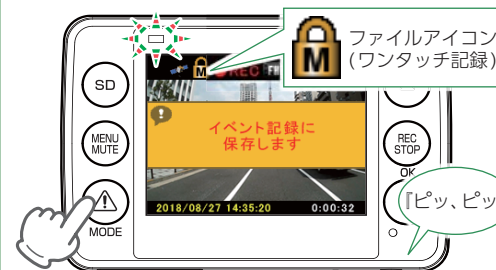 ファイルアイコン
(ワンタッチ記録)
M
M
REC
SD
MENU
MUTE
イベント記録に
保存します
REC
STOP
OK
2018/08/27 14:35:20
0:00:32
『ピッ、ピッ
MODE